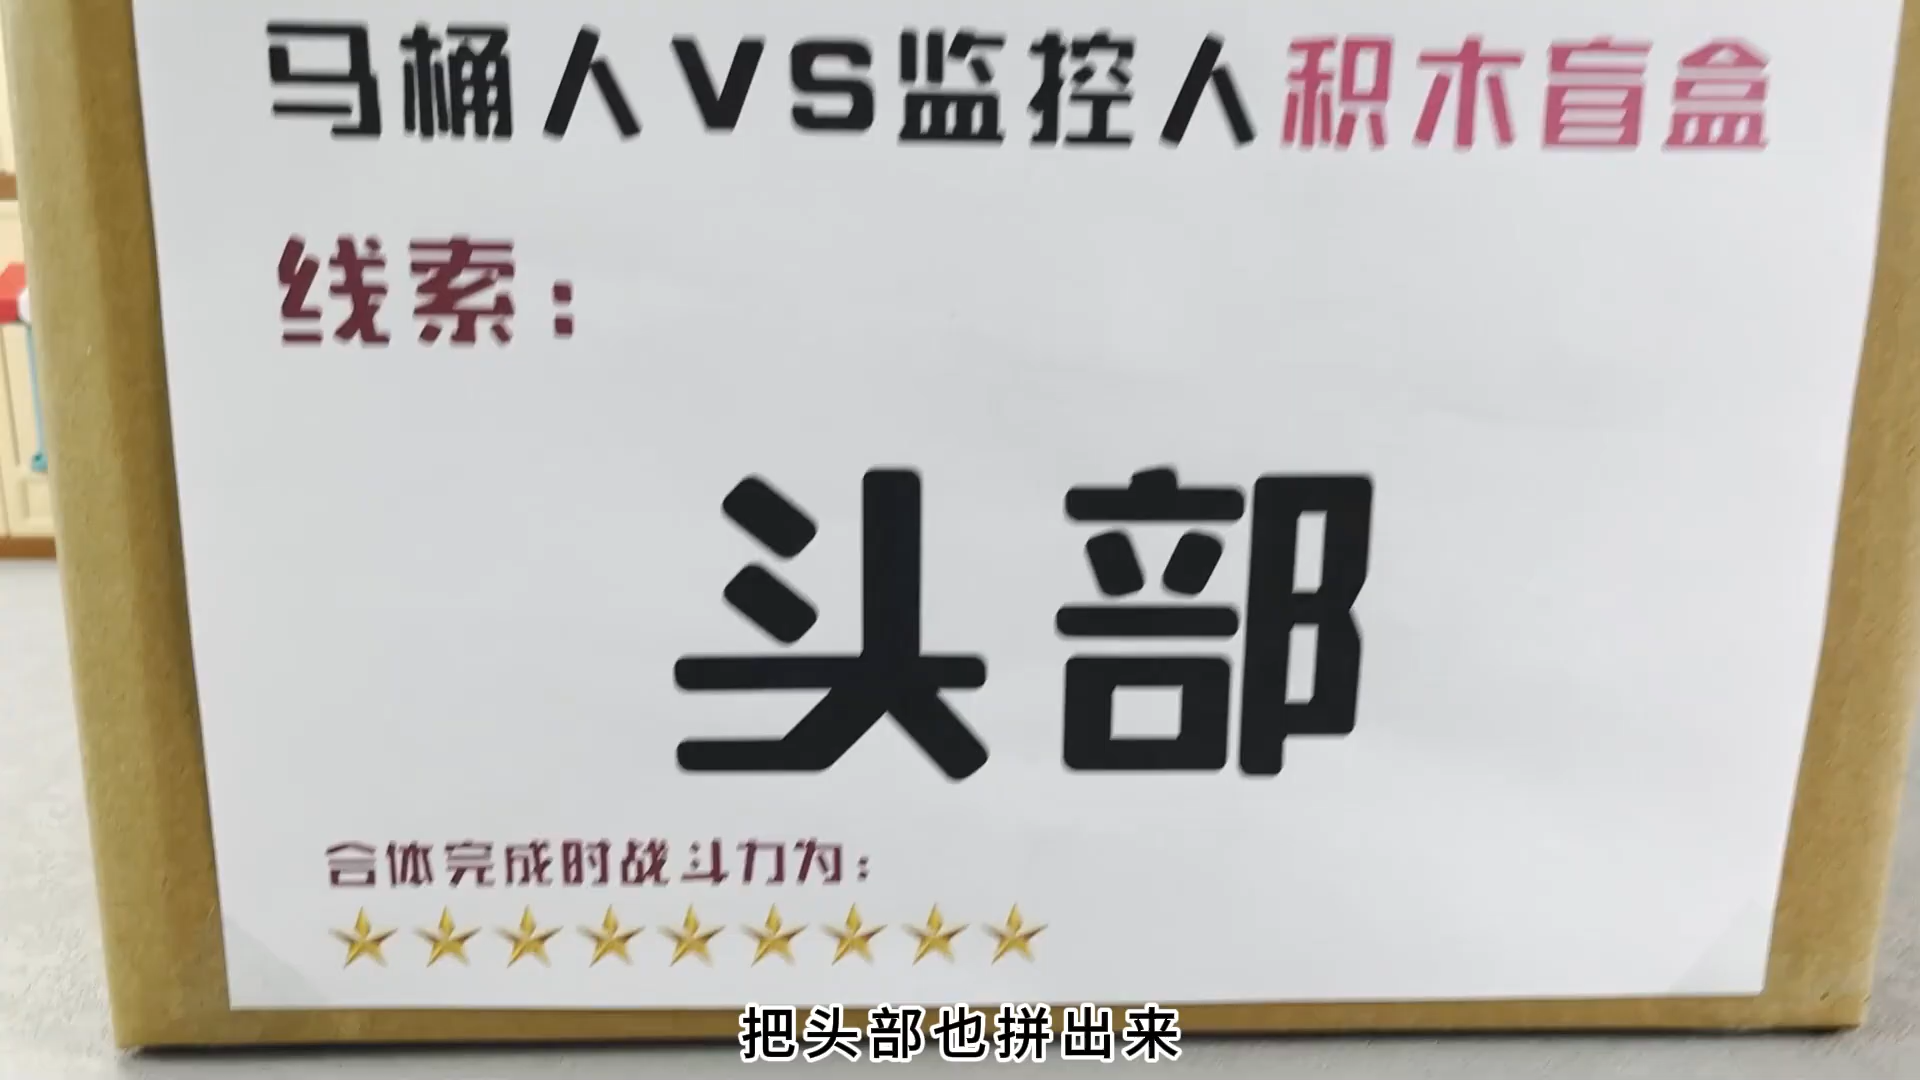 马桶人VS监控人积木盲盒
线索：
头部
合体完成时战斗力为：
把头部也拼出来